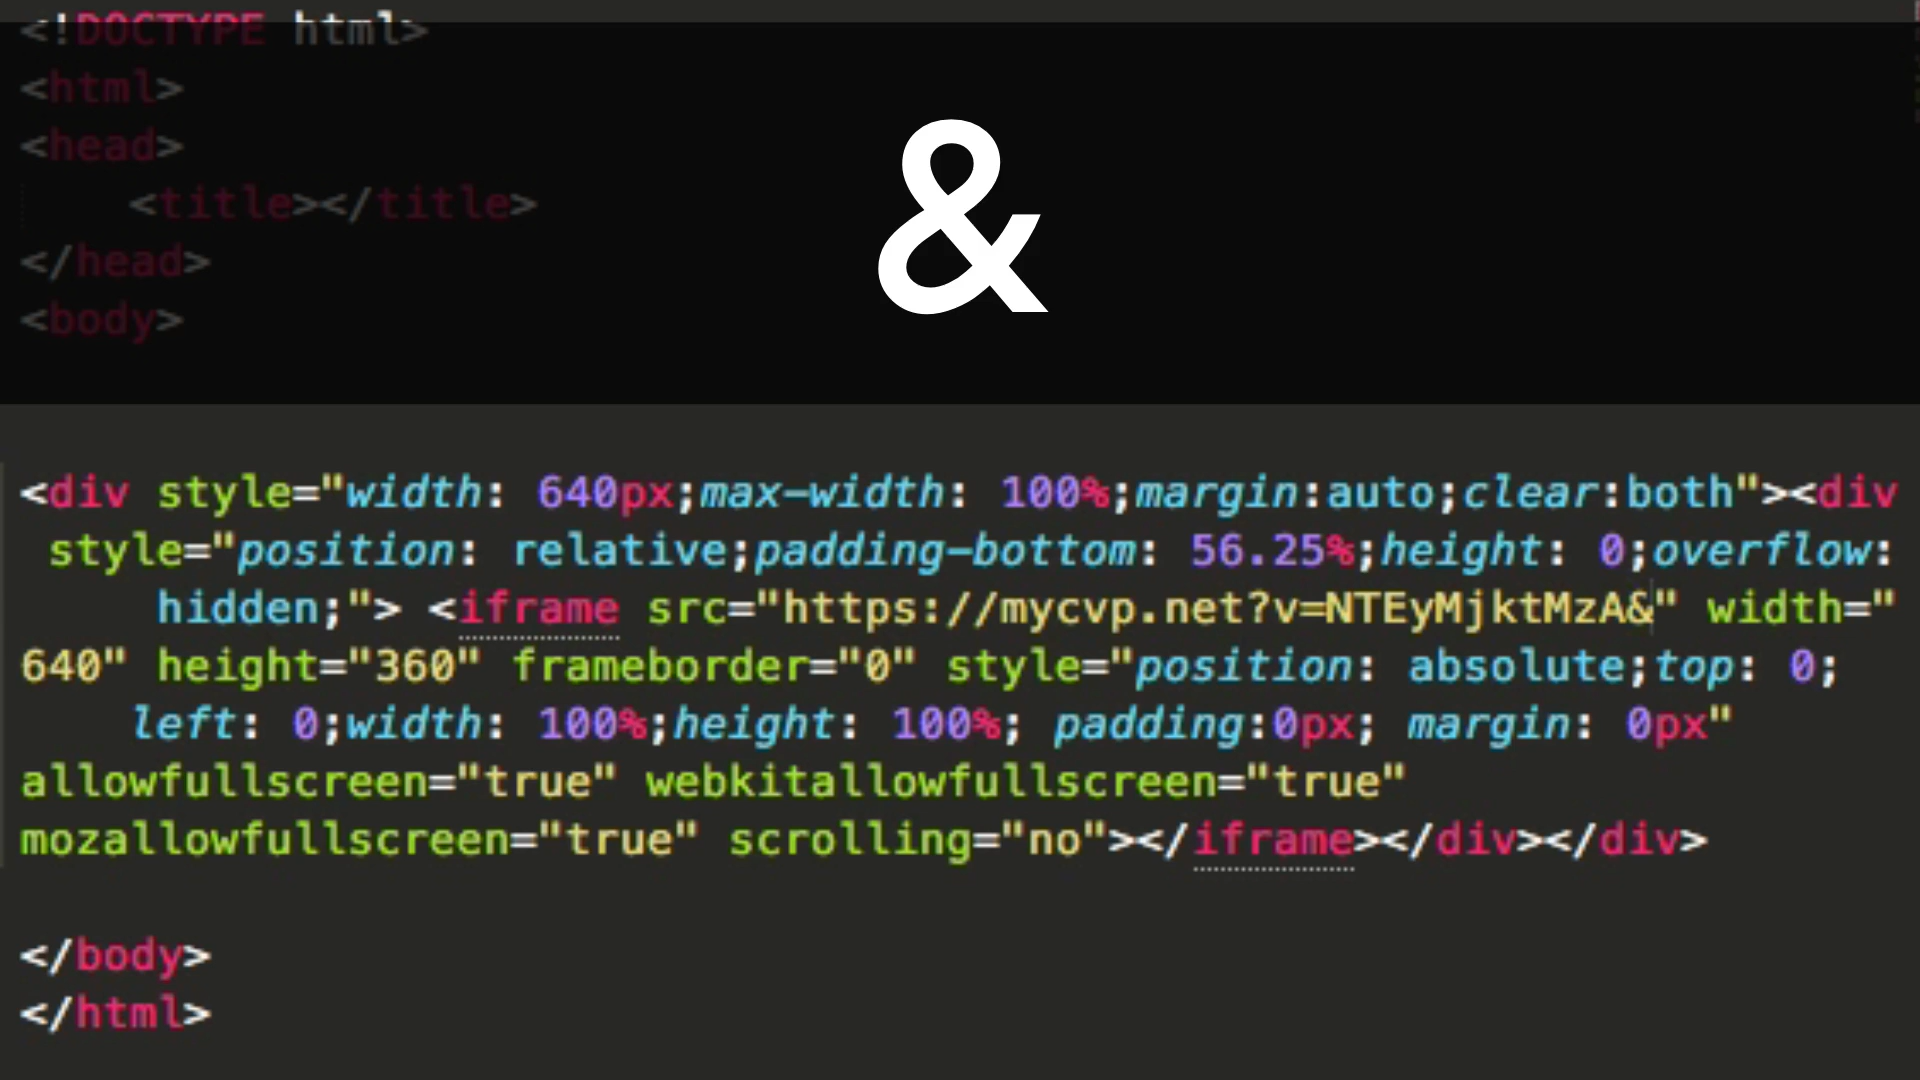 <!DOCTYPE html>
<html>
<head>
<title></title>
</head>
<body>
&
<div style="width: 640px;max-width: 100%;margin:auto;clear:both"><div
style="position: relative;padding-bottom: 56.25%;height: 0;overflow:
hidden;"> <iframe src="https://mycvp.net?v=NTEyMjktMzA&" width="
640" height="360" frameborder="0" style="position: absolute;top: 0;
left: 0;width: 100%;height: 100%; padding:0px; margin: 0px"
allowfullscreen="true" webkitallowfullscreen="true"
mozallowfullscreen="true" scrolling="no"></iframe></div></div>
</body>
</html>